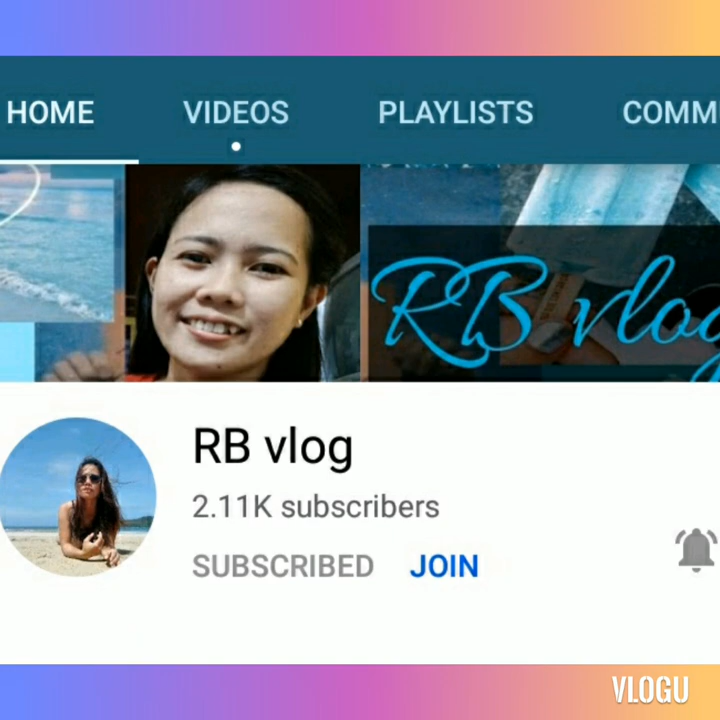 HOME VIDEOS PLAYLISTS COMM
RB vlog
RB vlog
2.11K subscribers
SUBSCRIBED JOIN
VLOGU